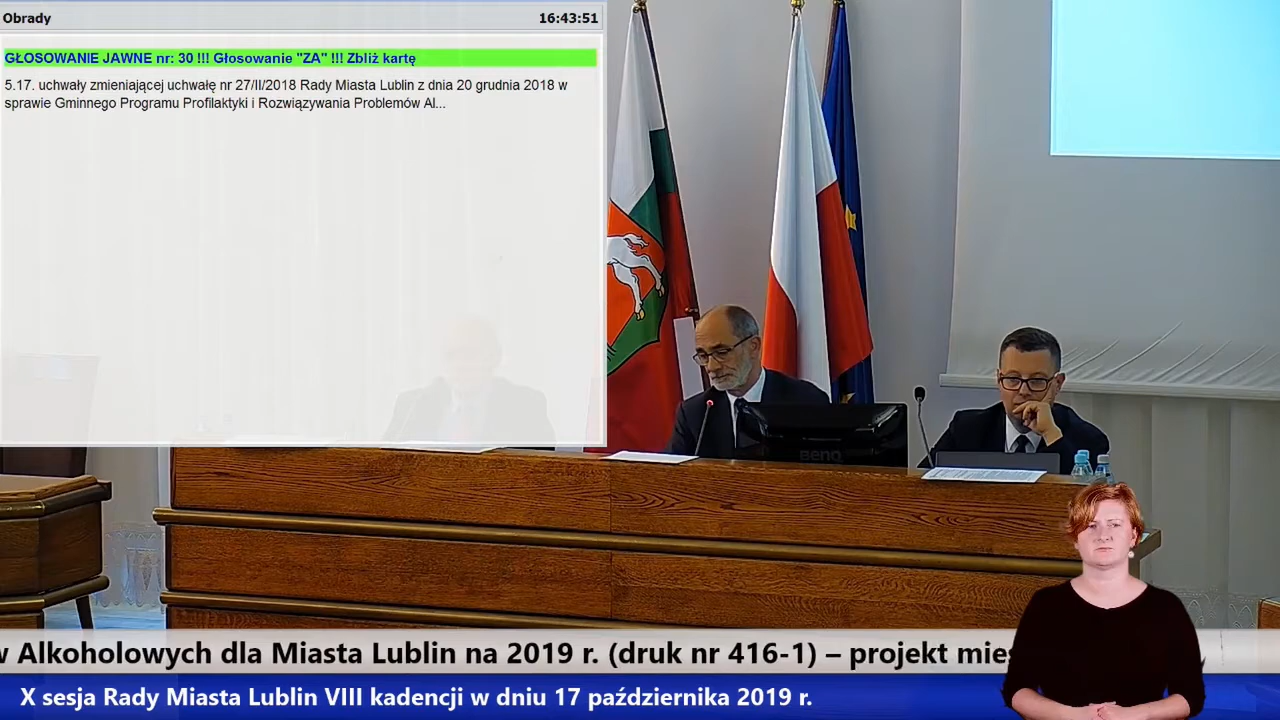 Obrady 16:43:51
GŁOSOWANIE JAWNE nr: 30 !!! Głosowanie "ZA" !!! Zbliż kartę
5.17. uchwały zmieniającej uchwałę nr 27/II/2018 Rady Miasta Lublin z dnia 20 grudnia 2018 w
sprawie Gminnego Programu Profilaktyki i Rozwiązywania Problemów Al...
BENQ
Alkoholowych dla Miasta Lublin na 2019 r. (druk nr 416-1) – projekt
X sesja Rady Miasta Lublin VIII kadencji w dniu 17 października 2019 r.